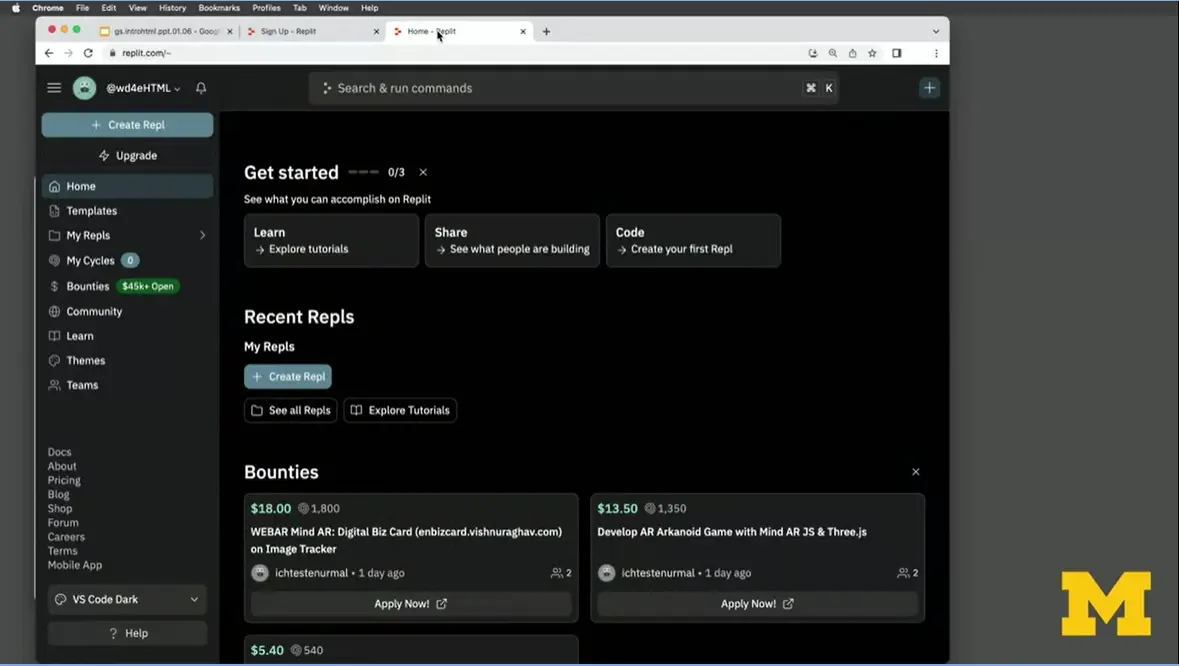 Chrome File Edit View History Bookmarks Profiles Tab Window Help
gs.introhtml.ppt.01.06 - Goog
Sign Up - Replit
Home - Replit
replit.com/~
@wd4eHTML
Search & run commands
⌘ K
+ Create Repl
Upgrade
Home
Templates
My Repls
My Cycles 0
Bounties $45k+ Open
Community
Learn
Themes
Teams
Docs
About
Pricing
Blog
Shop
Forum
Careers
Terms
Mobile App
VS Code Dark
? Help
Get started 0/3
See what you can accomplish on Replit
Learn
→ Explore tutorials
Share
→ See what people are building
Code
→ Create your first Repl
Recent Repls
My Repls
+ Create Repl
See all Repls
Explore Tutorials
Bounties
$18.00 1,800
WEBAR Mind AR: Digital Biz Card (enbizcard.vishnuraghav.com)
on Image Tracker
ichtestenurmal • 1 day ago 2
Apply Now!
$13.50 1,350
Develop AR Arkanoid Game with Mind AR JS & Three.js
ichtestenurmal • 1 day ago 2
Apply Now!
$5.40 540
M